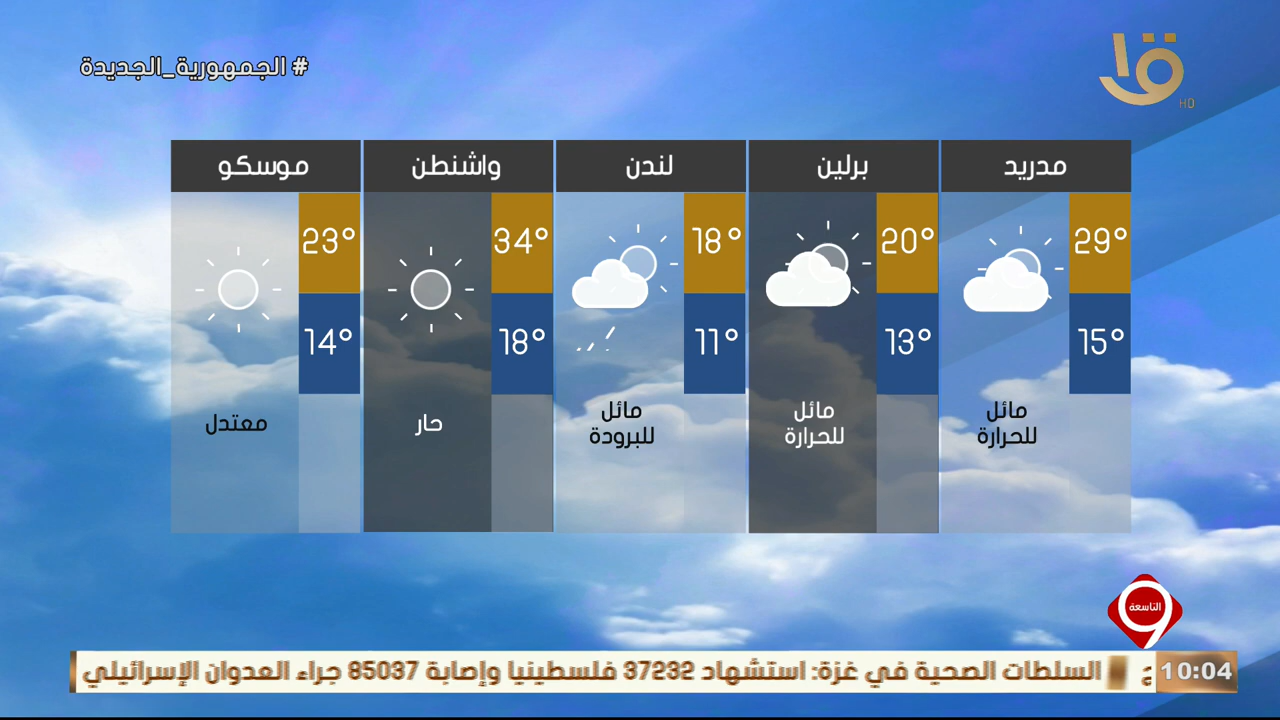 # الجمهورية_الجديدة
HD
مدريد
29°
15°
مائل
للحرارة
برلين
20°
13°
مائل
للحرارة
لندن
18°
11°
مائل
للبرودة
واشنطن
34°
18°
حار
موسكو
23°
14°
معتدل
التاسعة
9
10:04
السلطات الصحية في غزة: استشهاد 37232 فلسطينيا وإصابة 85037 جراء العدوان الإسرائيلي